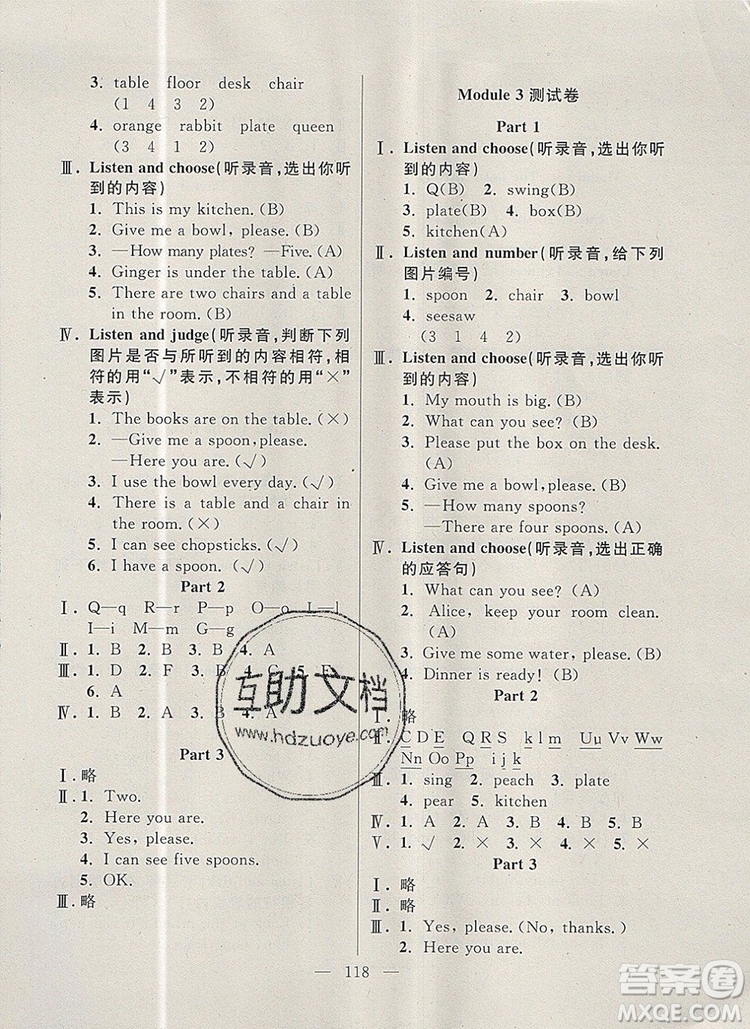 3. table floor desk chair
(1 4 3 2)
4. orange rabbit plate queen
(3 4 1 2)
Ⅲ. Listen and choose(听录音,选出你听
到的内容)
1. This is my kitchen. (B)
2. Give me a bowl, please. (B)
3. —How many plates? —Five. (A)
4. Ginger is under the table. (A)
5. There are two chairs and a table
in the room. (B)
Ⅳ. Listen and judge(听录音,判断下列
图片是否与所听到的内容相符,相
符的用“√”表示,不相符的用“×”
表示)
1. The books are on the table. (×)
2. —Give me a spoon, please.
—Here you are. (√)
3. I use the bowl every day. (√)
4. There is a table and a chair in
the room. (×)
5. I can see chopsticks. (√)
6. I have a spoon. (√)
Part 2
Ⅰ. Q—q R—r P—p O—o L—l
I—i M—m G—g
Ⅱ. 1. B 2. B 3. B 4. A
Ⅲ. 1. D 2. F 3. B 4. C 5. E
6. A
Ⅳ. 1. B 2. A 3. A 4. B
Part 3
Ⅰ. 略
Ⅱ. 1. Two.
2. Here you are.
3. Yes, please.
4. I can see five spoons.
5. OK.
Ⅲ. 略
Module 3 测试卷
Part 1
Ⅰ. Listen and choose(听录音,选出你听
到的内容)
1. Q(B) 2. swing(B)
3. plate(B) 4. box(B)
5. kitchen(A)
Ⅱ. Listen and number(听录音,给下列
图片编号)
1. spoon 2. chair 3. bowl
4. seesaw
(3 1 4 2)
Ⅲ. Listen and choose(听录音,选出你听
到的内容)
1. My mouth is big. (B)
2. What can you see? (B)
3. Please put the box on the desk.
(A)
4. Give me a bowl, please. (B)
5. —How many spoons?
—There are four spoons. (A)
Ⅳ. Listen and choose(听录音,选出正确
的应答句)
1. What can you see? (A)
2. Alice, keep your room clean.
(A)
3. Give me some water, please. (B)
4. Dinner is ready! (B)
Part 2
Ⅰ. 略
Ⅱ. C D E Q R S k l m U u V v W w
N n O o P p i j k
Ⅲ. 1. sing 2. peach 3. plate
4. pear 5. kitchen
Ⅳ. 1. A 2. A 3. A 4. B 5. B
Ⅴ. 1. √ 2. × 3. × 4. √ 5. ×
Part 3
Ⅰ. 略
Ⅱ. 略
Ⅲ. 1. Yes, please. (No, thanks.)
2. Here you are.
— 118 —
互助文档
www.hdzuoye.com
答案卷
MXQE.COM